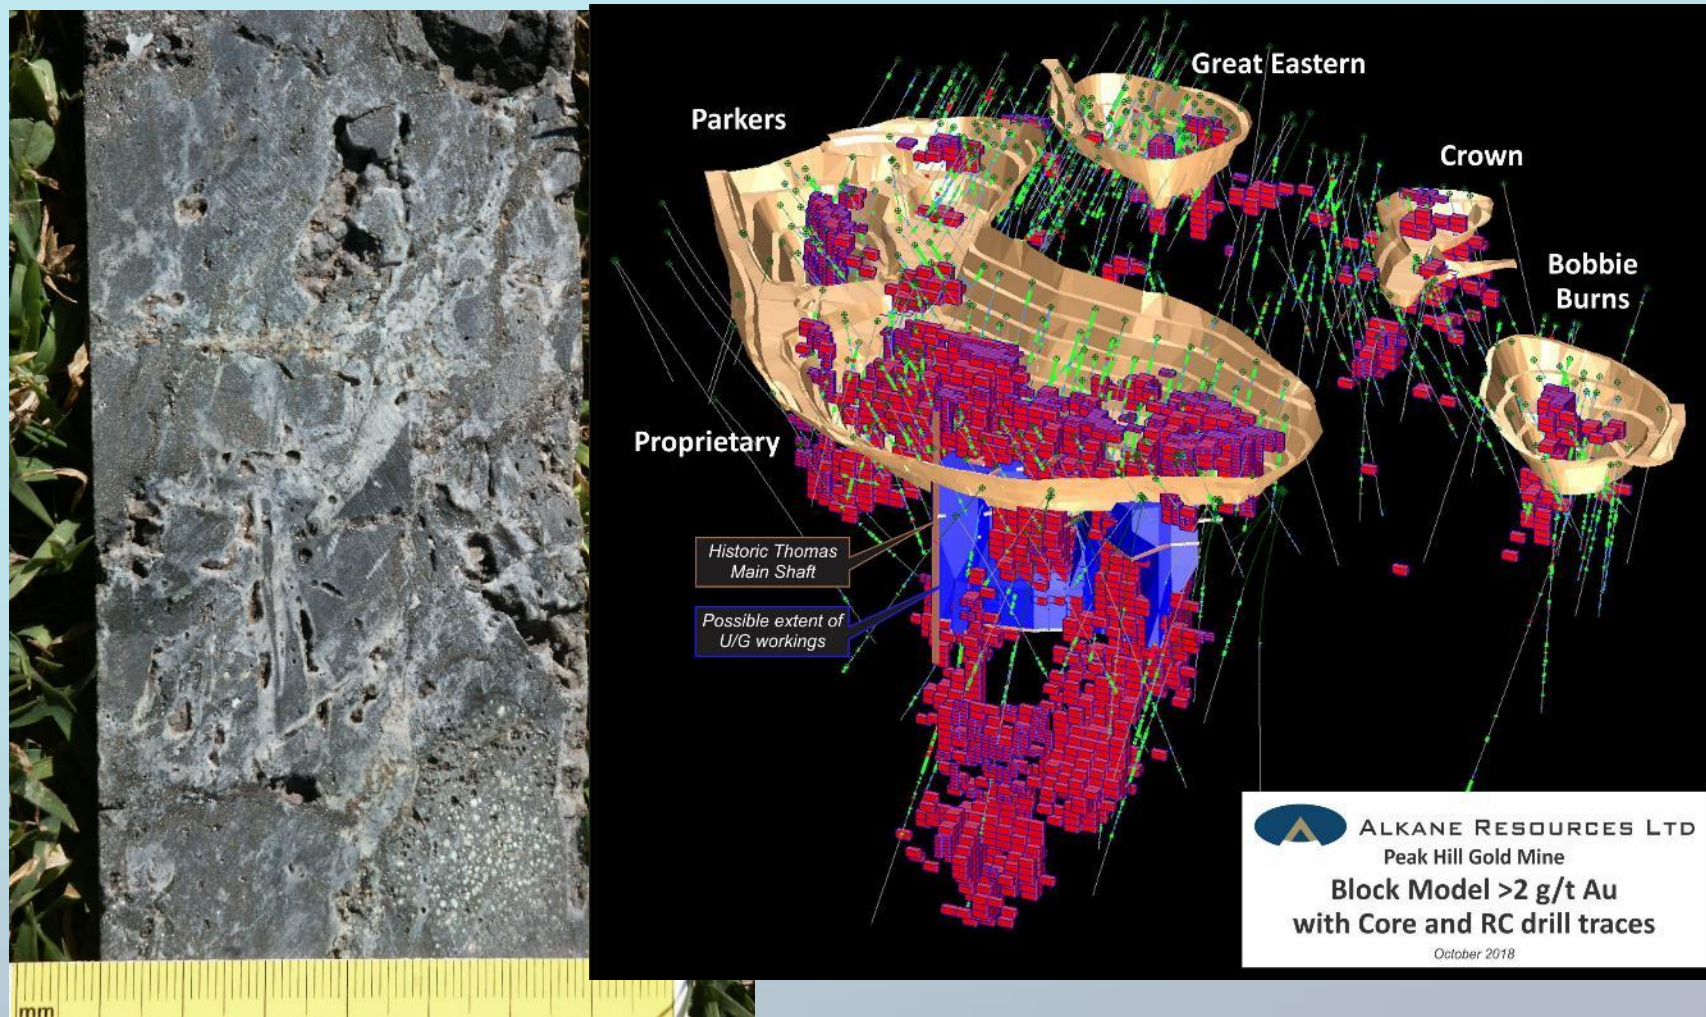 Great Eastern
Parkers
Crown
Bobbie
Burns
Proprietary
Historic Thomas
Main Shaft
Possible extent of
U/G workings
ALKANE RESOURCES LTD
Peak Hill Gold Mine
Block Model >2 g/t Au
with Core and RC drill traces
October 2018
mm